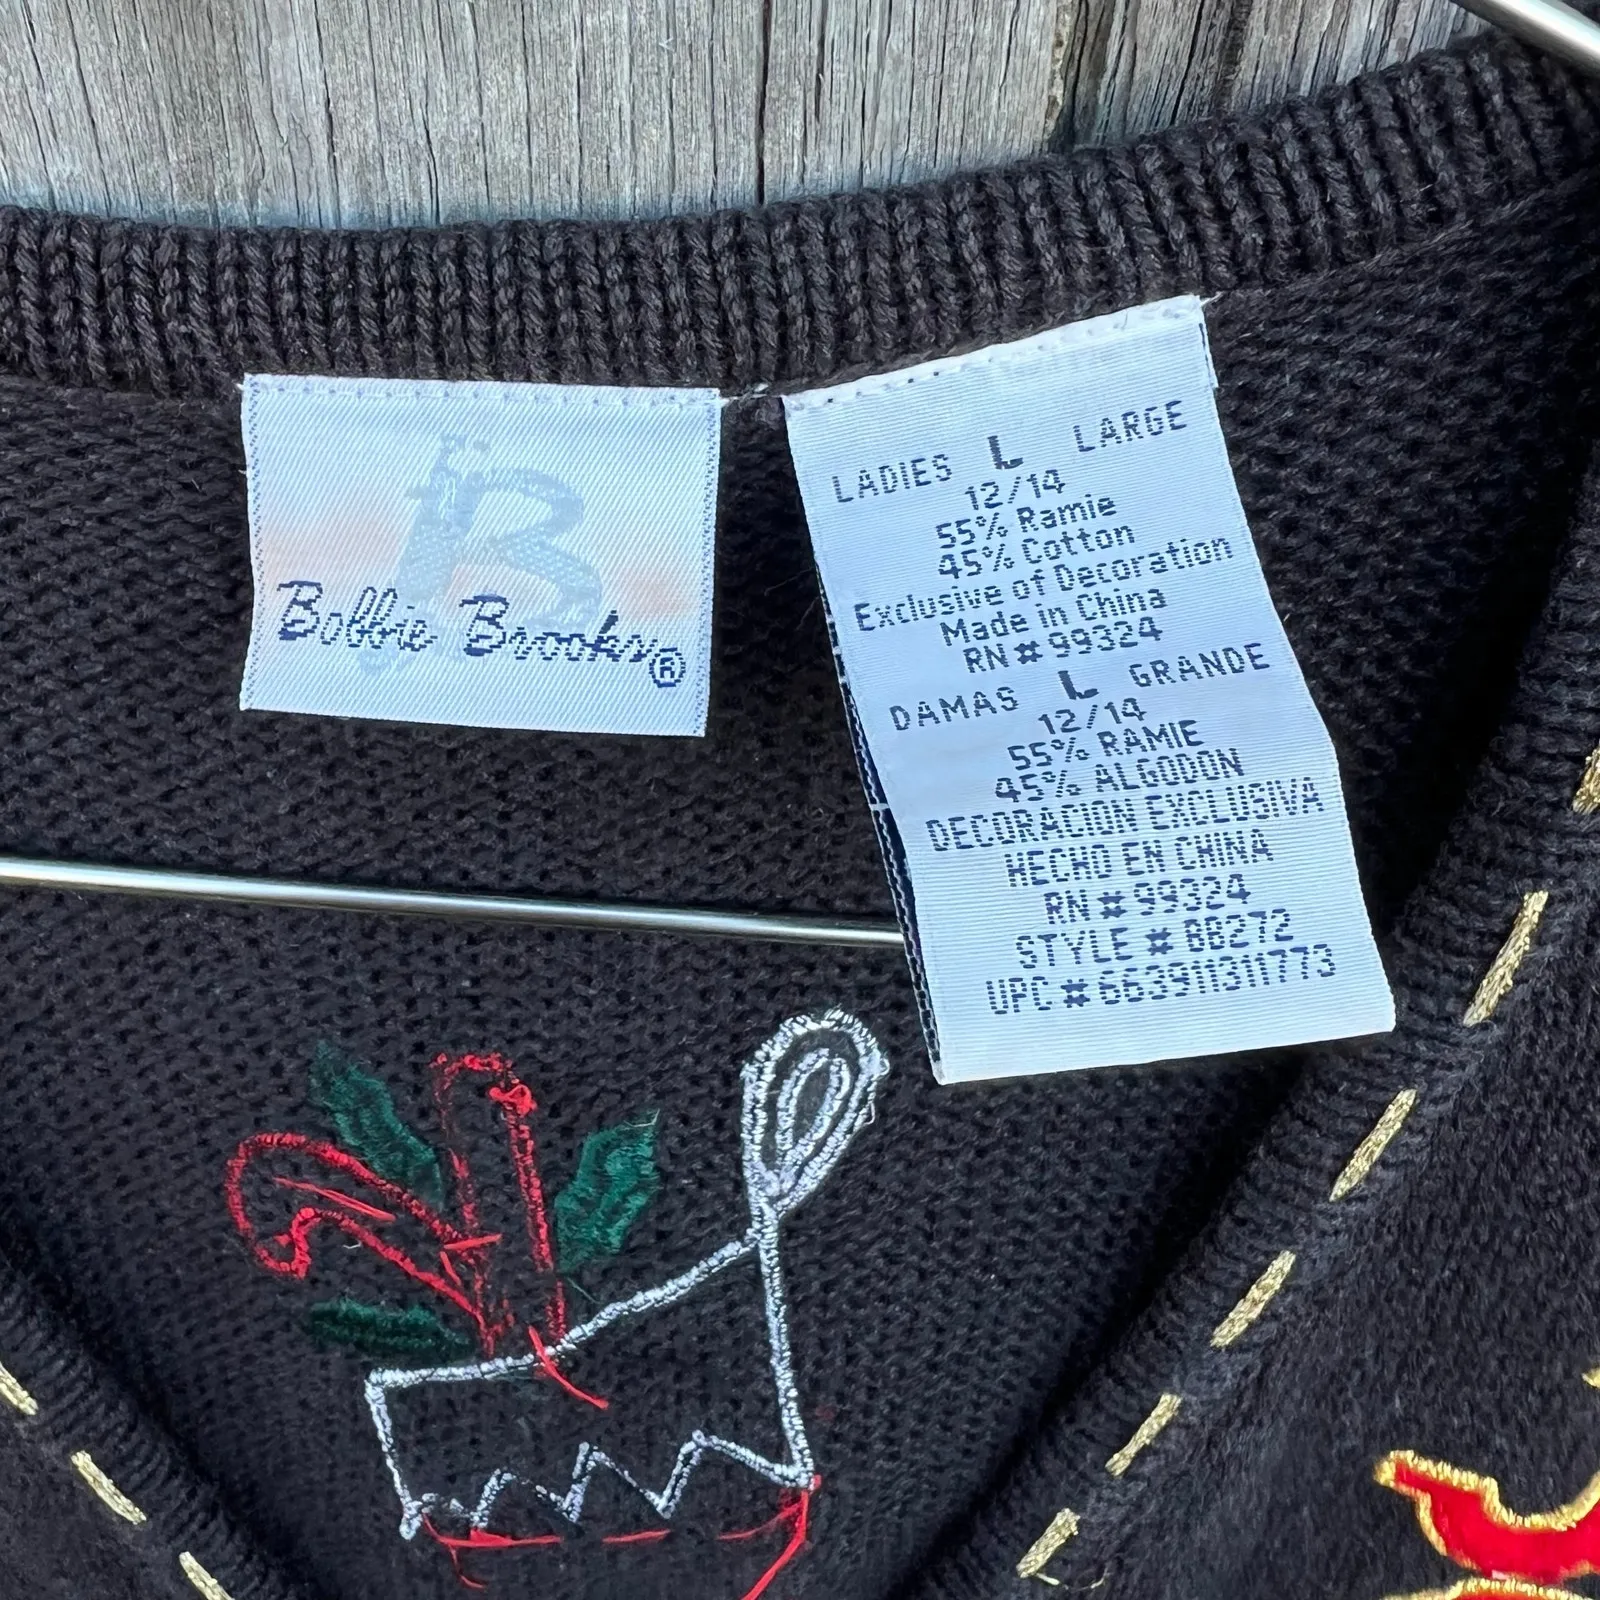 B
Bobbie Brooks®
LADIES L LARGE
12/14
55% Ramie
45% Cotton
Exclusive of Decoration
Made in China
RN#99324
DAMAS L GRANDE
12/14
55% RAMIE
45% ALGODON
DECORACION EXCLUSIVA
HECHO EN CHINA
RN#99324
STYLE # BB272
UPC#663911311773